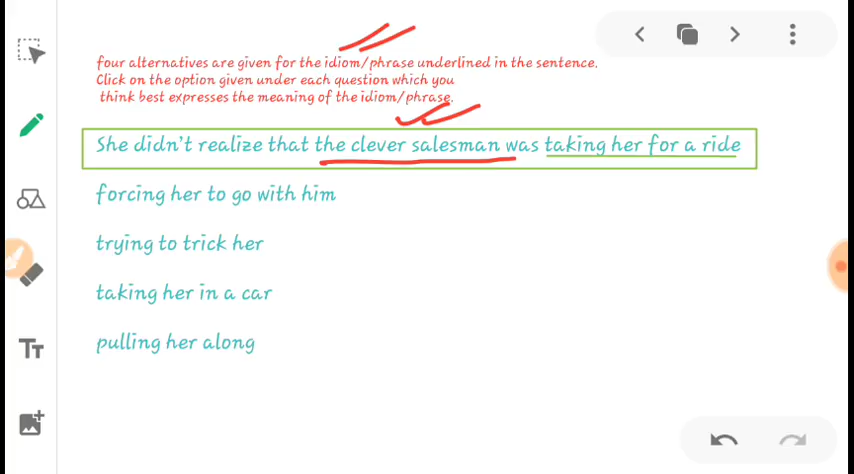 four alternatives are given for the idiom/phrase underlined in the sentence.
Click on the option given under each question which you
think best expresses the meaning of the idiom/phrase.
She didn't realize that the clever salesman was taking her for a ride
forcing her to go with him
trying to trick her
taking her in a car
pulling her along
TT